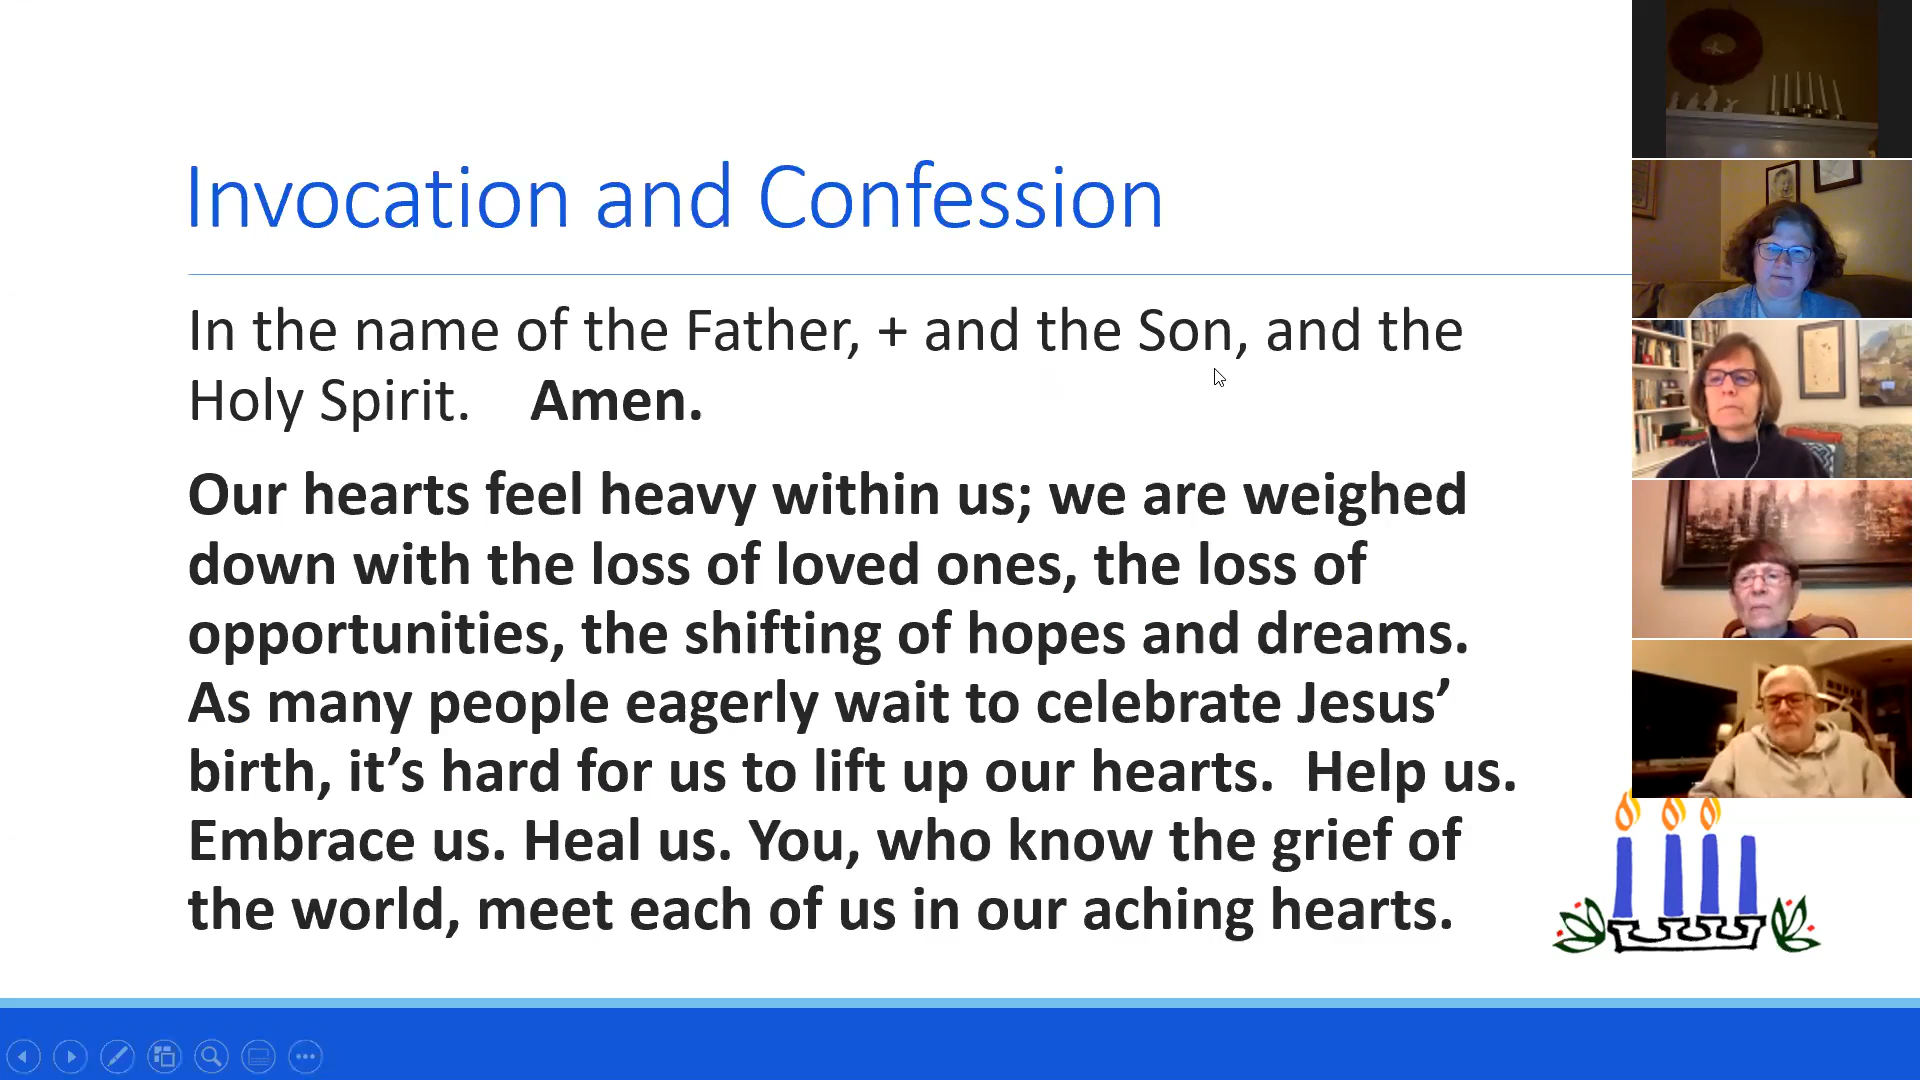 Invocation and Confession
In the name of the Father, + and the Son, and the
Holy Spirit. Amen.
Our hearts feel heavy within us; we are weighed
down with the loss of loved ones, the loss of
opportunities, the shifting of hopes and dreams.
As many people eagerly wait to celebrate Jesus’
birth, it’s hard for us to lift up our hearts. Help us.
Embrace us. Heal us. You, who know the grief of
the world, meet each of us in our aching hearts.